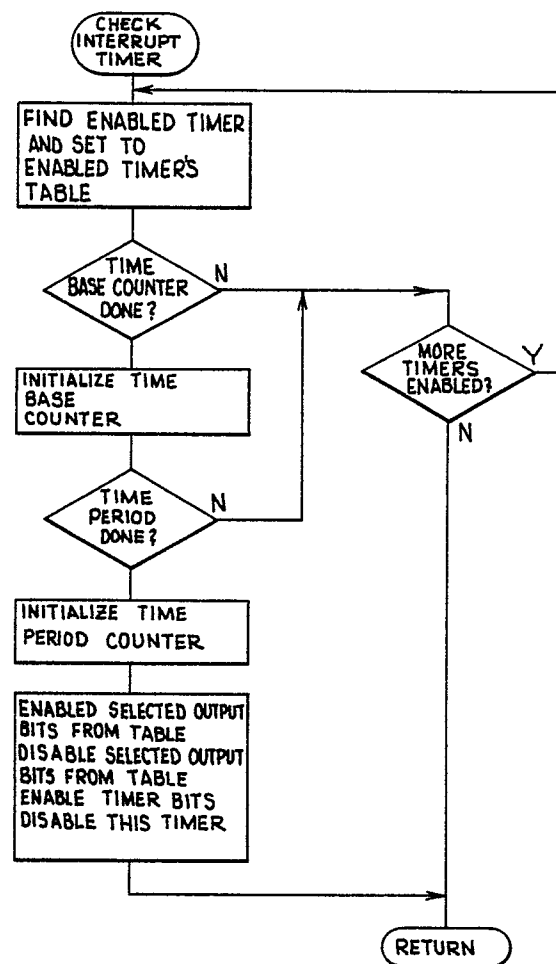 CHECK
INTERRUPT
TIMER
FIND ENABLED TIMER
AND SET TO
ENABLED TIMER'S
TABLE
TIME
BASE COUNTER
DONE?
N
MORE
TIMERS
ENABLED?
Y
N
INITIALIZE TIME
BASE
COUNTER
TIME
PERIOD
DONE?
N
INITIALIZE TIME
PERIOD COUNTER
ENABLED SELECTED OUTPUT
BITS FROM TABLE
DISABLE SELECTED OUTPUT
BITS FROM TABLE
ENABLE TIMER BITS
DISABLE THIS TIMER
RETURN